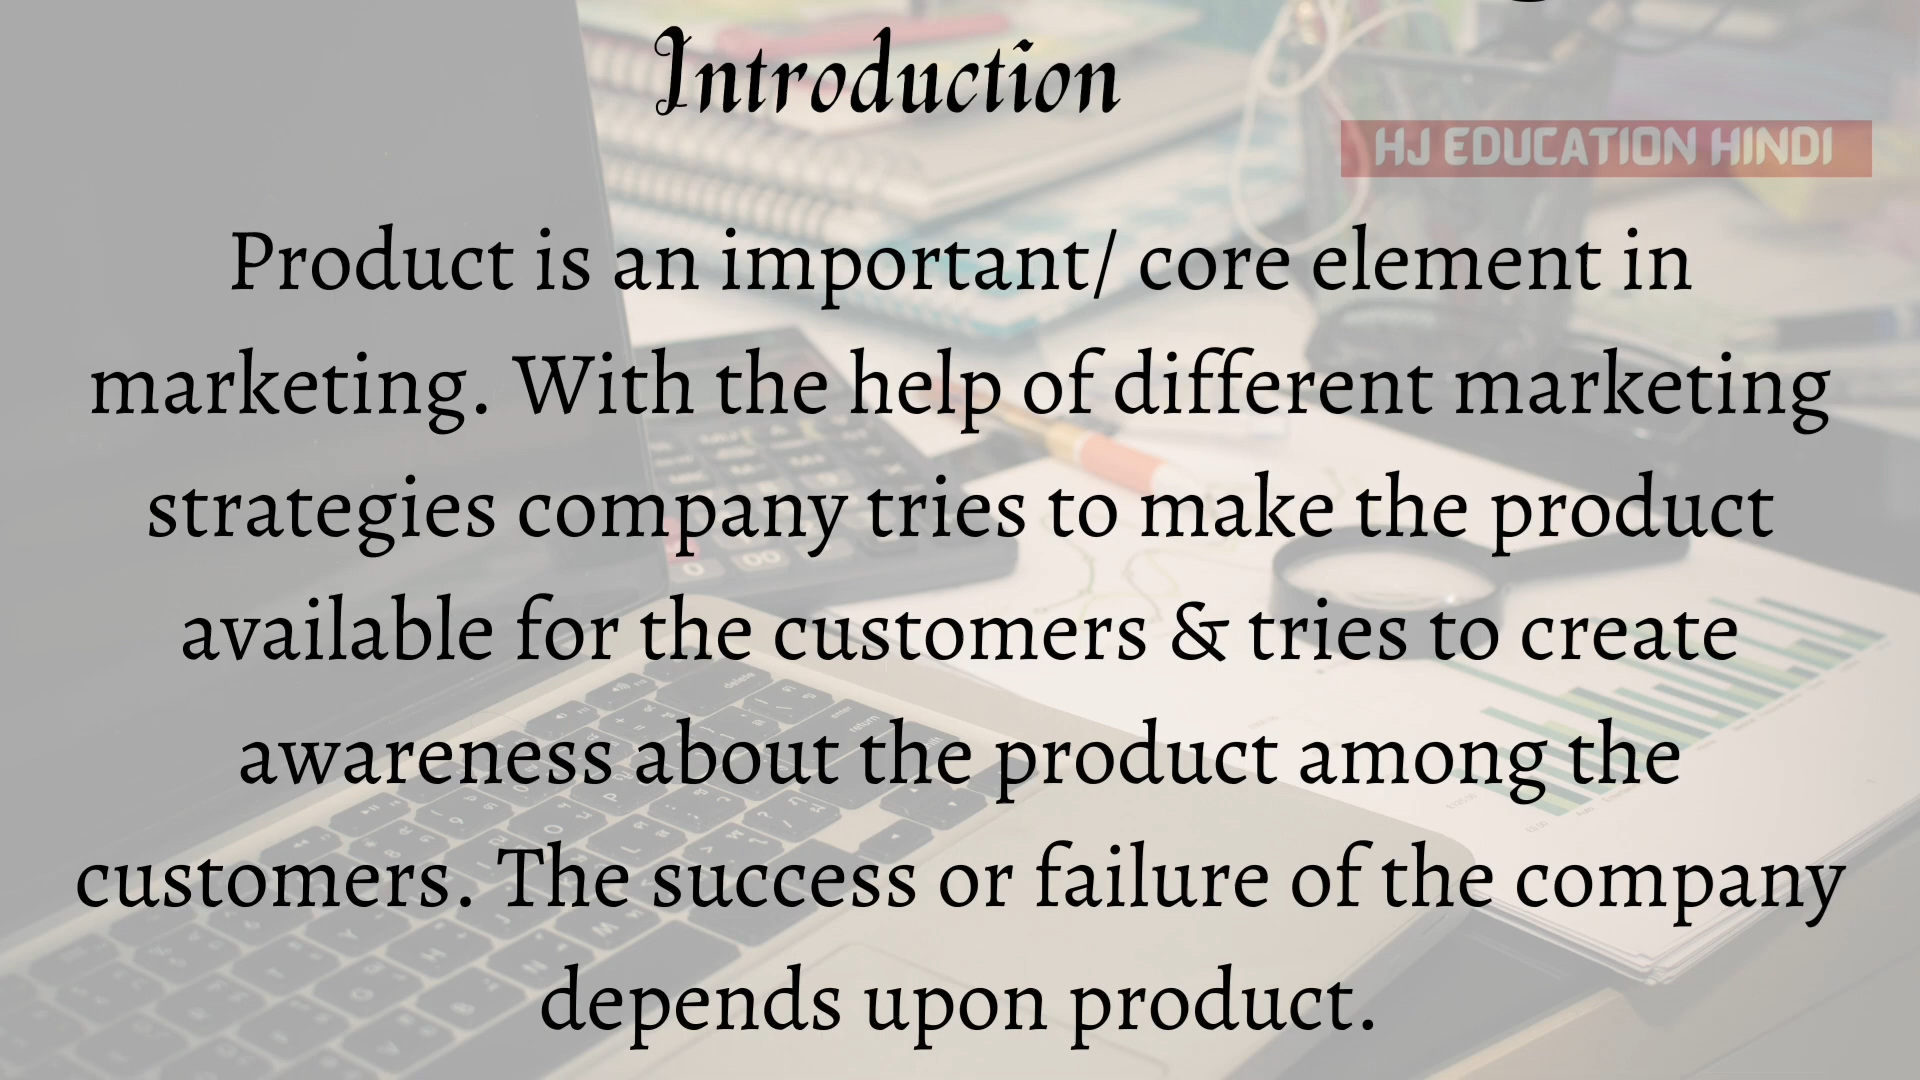 Introduction
HJ EDUCATION HINDI
Product is an important/ core element in
marketing. With the help of different marketing
strategies company tries to make the product
available for the customers & tries to create
awareness about the product among the
customers. The success or failure of the company
depends upon product.